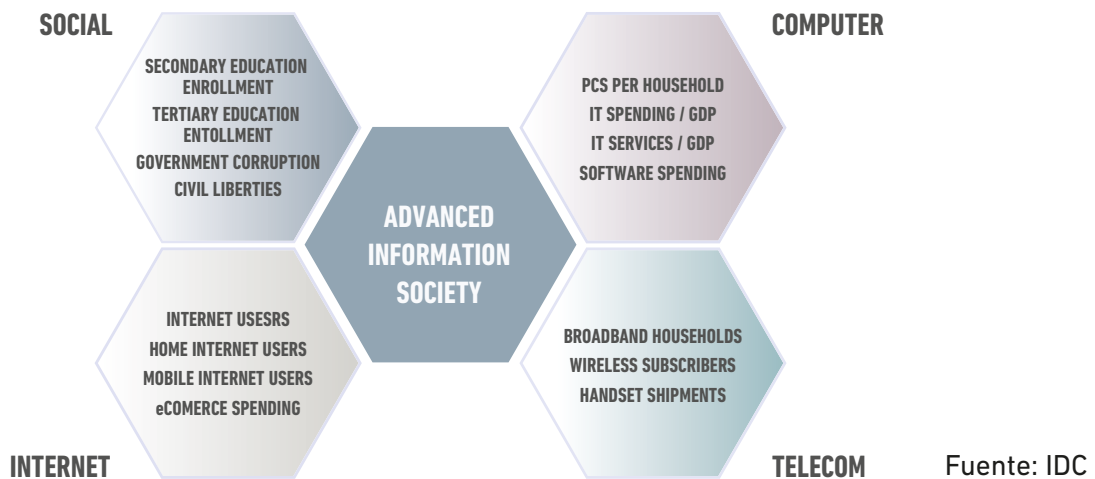 SOCIAL
SECONDARY EDUCATION
ENROLLMENT
TERTIARY EDUCATION
ENTOLLMENT
GOVERNMENT CORRUPTION
CIVIL LIBERTIES
COMPUTER
PCS PER HOUSEHOLD
IT SPENDING / GDP
IT SERVICES / GDP
SOFTWARE SPENDING
ADVANCED
INFORMATION
SOCIETY
INTERNET USESRS
HOME INTERNET USERS
MOBILE INTERNET USERS
eCOMERCE SPENDING
INTERNET
BROADBAND HOUSEHOLDS
WIRELESS SUBSCRIBERS
HANDSET SHIPMENTS
TELECOM
Fuente: IDC